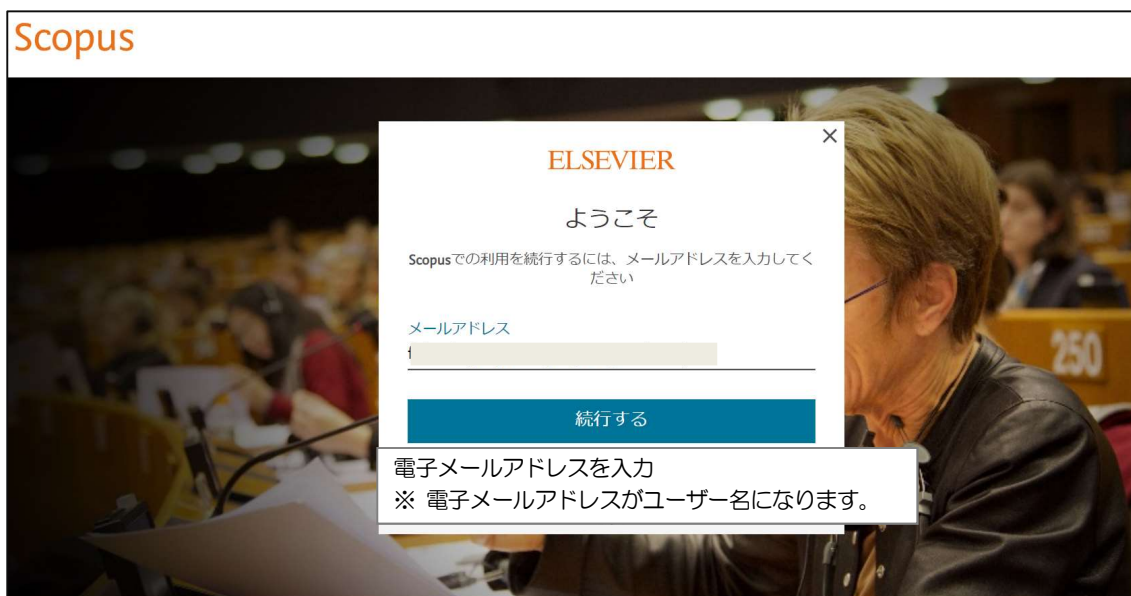 Scopus
ELSEVIER
ようこそ
Scopusでの利用を続行するには、メールアドレスを入力してく
ださい
メールアドレス
続行する
電子メールアドレスを入力
※ 電子メールアドレスがユーザー名になります。
250